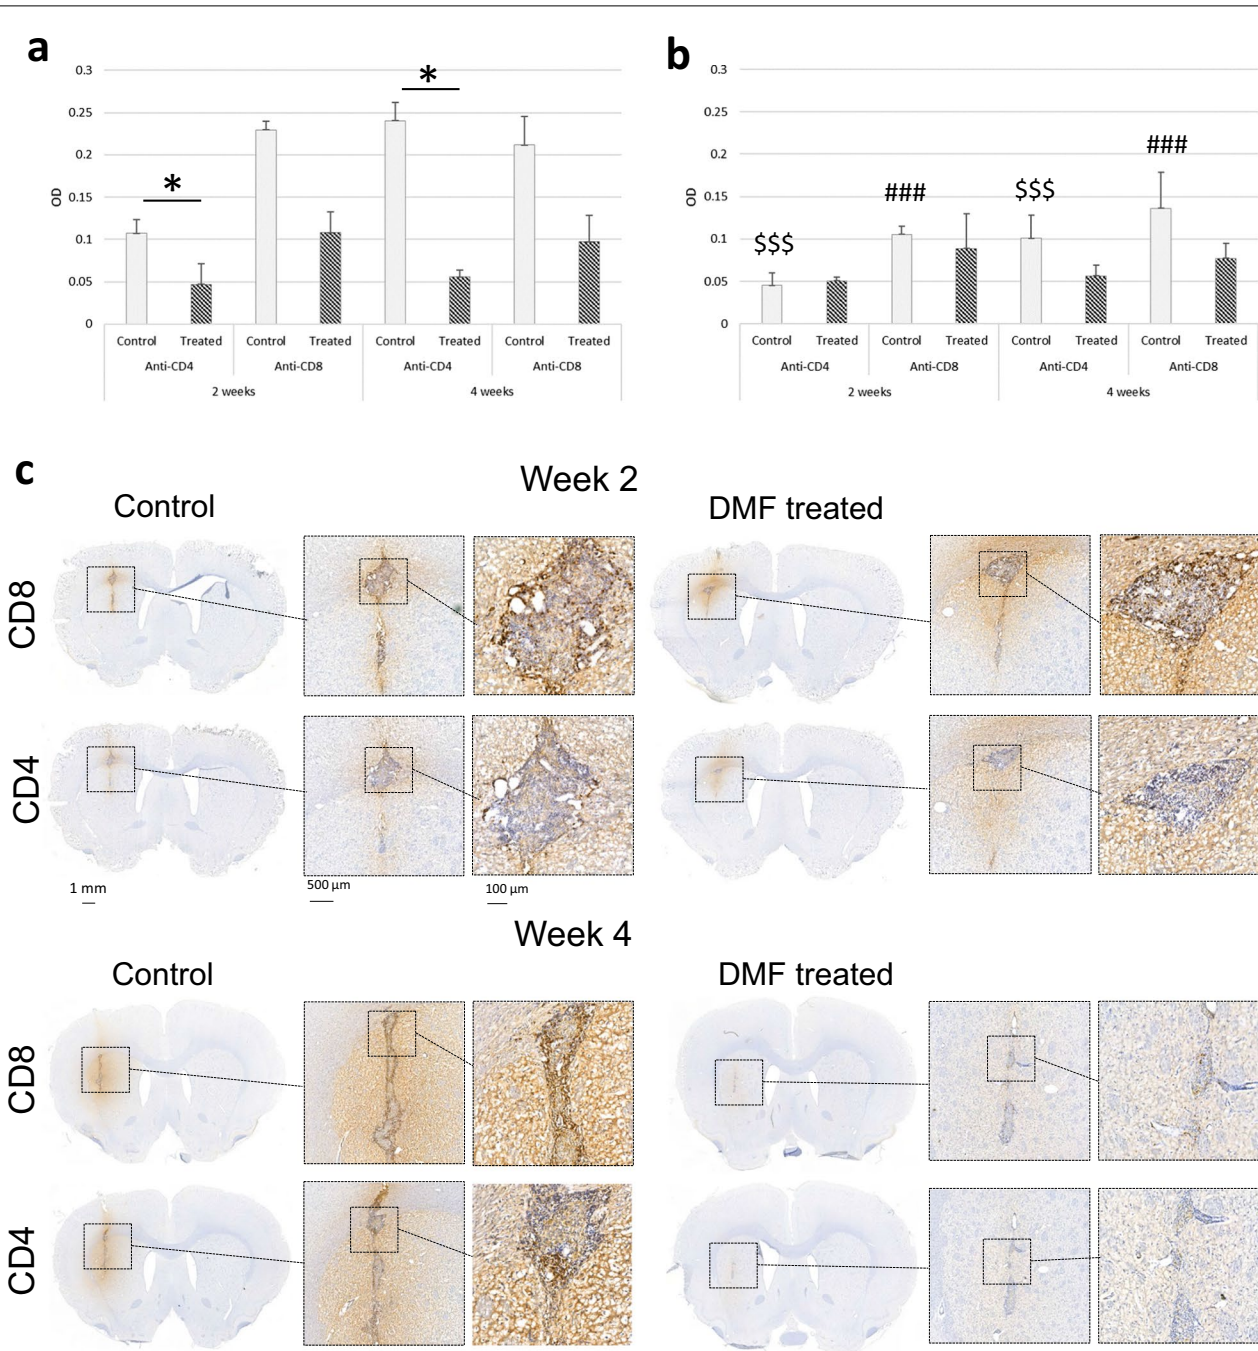 a
0.3
0.25
0.2
0.15
0.1
0.05
0
OD
*
*
Control Treated Control Treated Control Treated Control Treated
Anti-CD4 Anti-CD8 Anti-CD4 Anti-CD8
2 weeks 4 weeks
b
0.3
0.25
0.2
0.15
0.1
0.05
0
OD
$$$
###
$$$
###
Control Treated Control Treated Control Treated Control Treated
Anti-CD4 Anti-CD8 Anti-CD4 Anti-CD8
2 weeks 4 weeks
c
Week 2
Control DMF treated
CD8
CD4
1 mm 500 µm 100 µm
Week 4
Control DMF treated
CD8
CD4